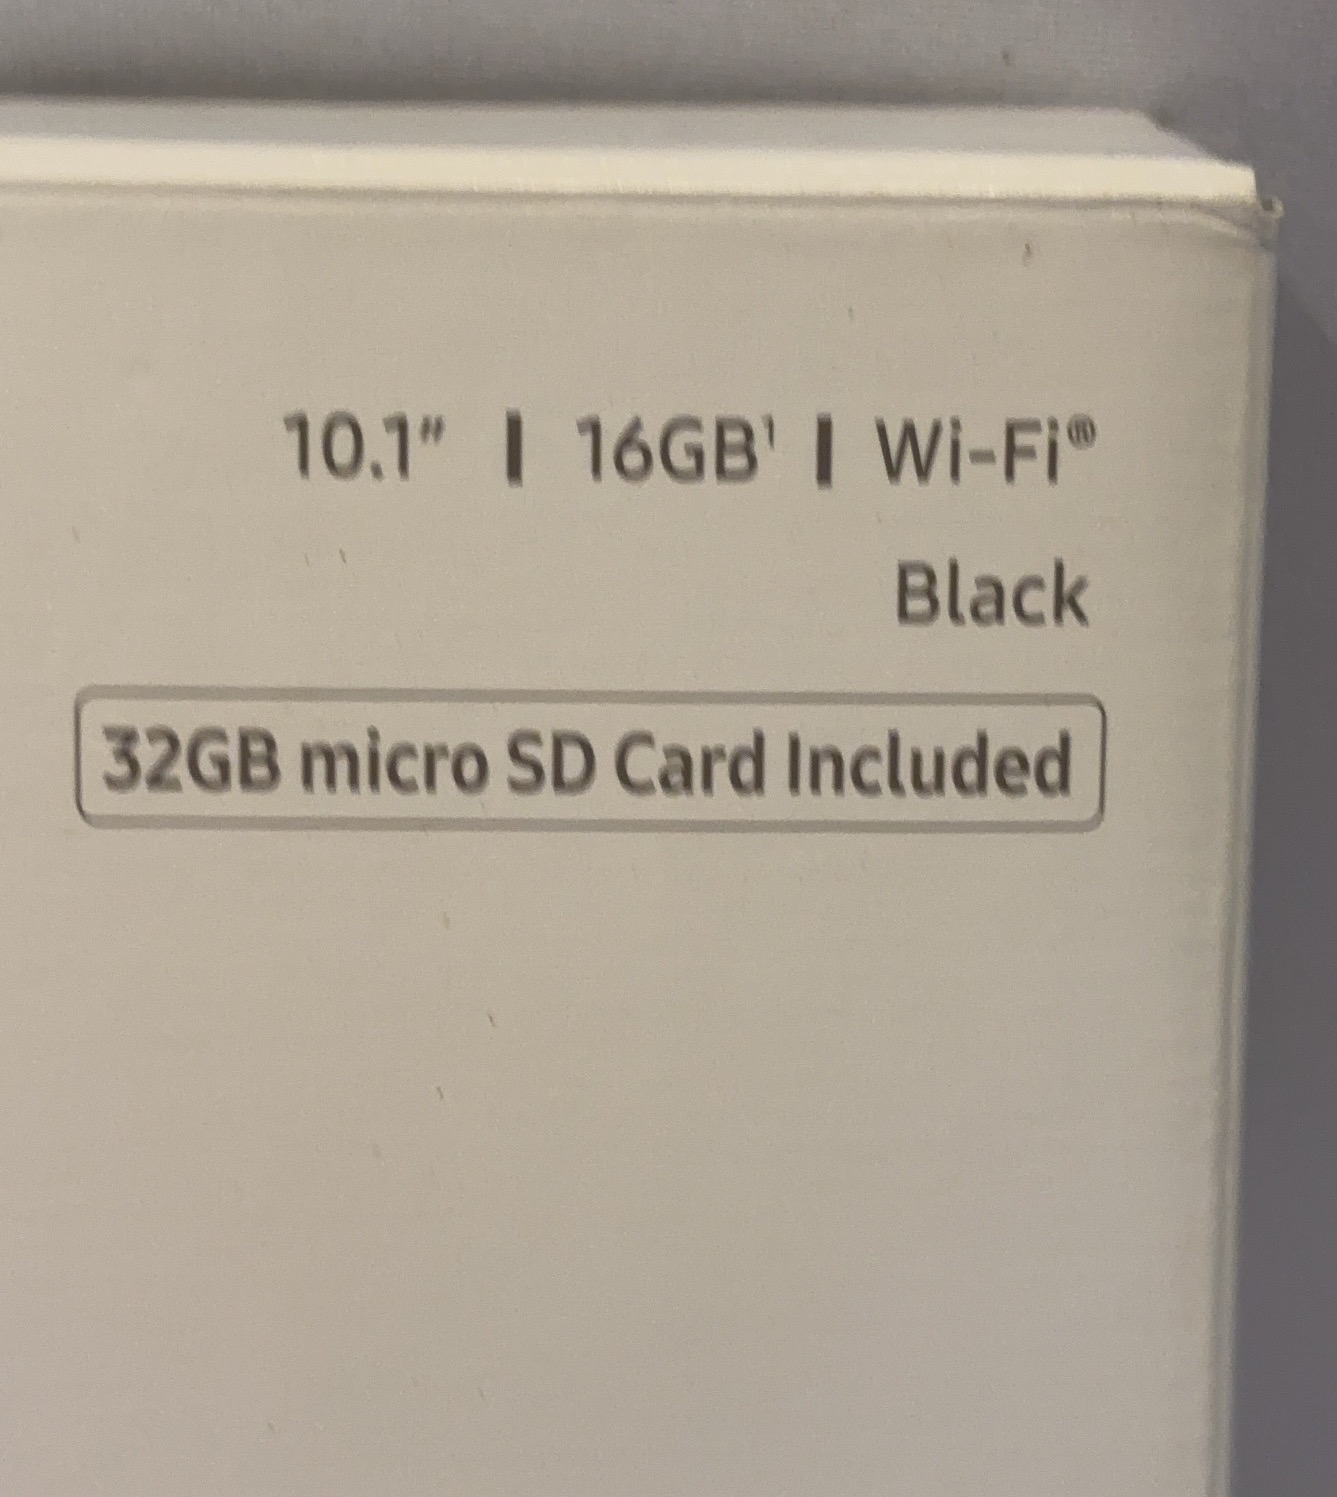 10.1" | 16GB¹ | Wi-Fi®
Black
32GB micro SD Card Included